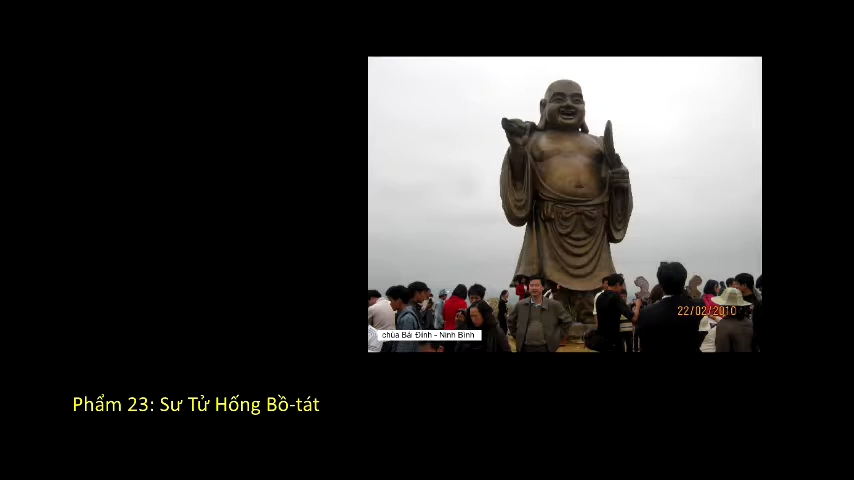 22/02/2010
chùa Bái Đính - Ninh Bình
Phẩm 23: Sư Tử Hống Bồ-tát